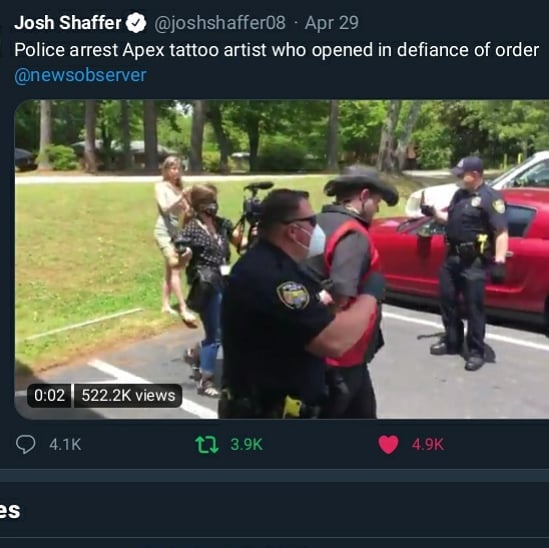 Josh Shaffer @joshshaffer08 · Apr 29
Police arrest Apex tattoo artist who opened in defiance of order
@newsobserver
0:02 522.2K views
4.1K 3.9K 4.9K
es